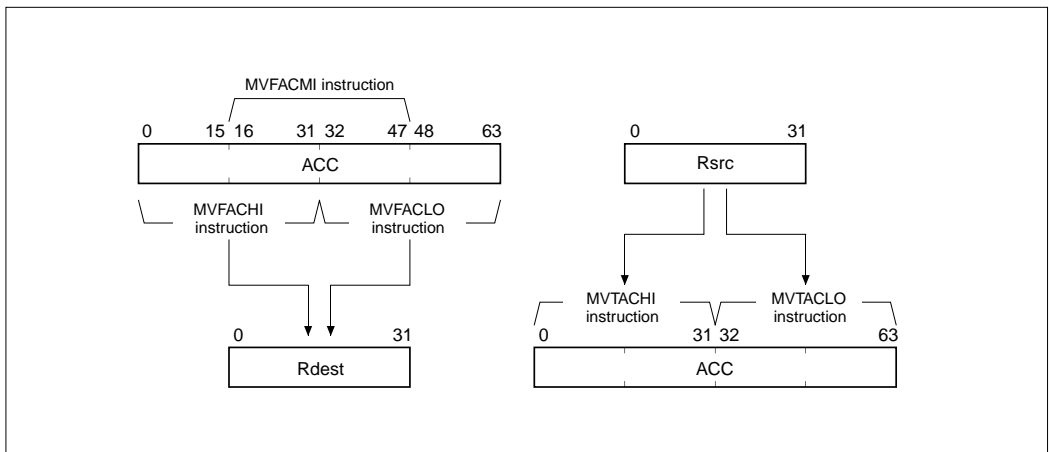 MVFACMI instruction
0 15 16 31 32 47 48 63
ACC
MVFACHI
instruction
MVFACLO
instruction
0 31
Rdest
0 31
Rsrc
MVTACHI
instruction
MVTACLO
instruction
0 31 32 63
ACC